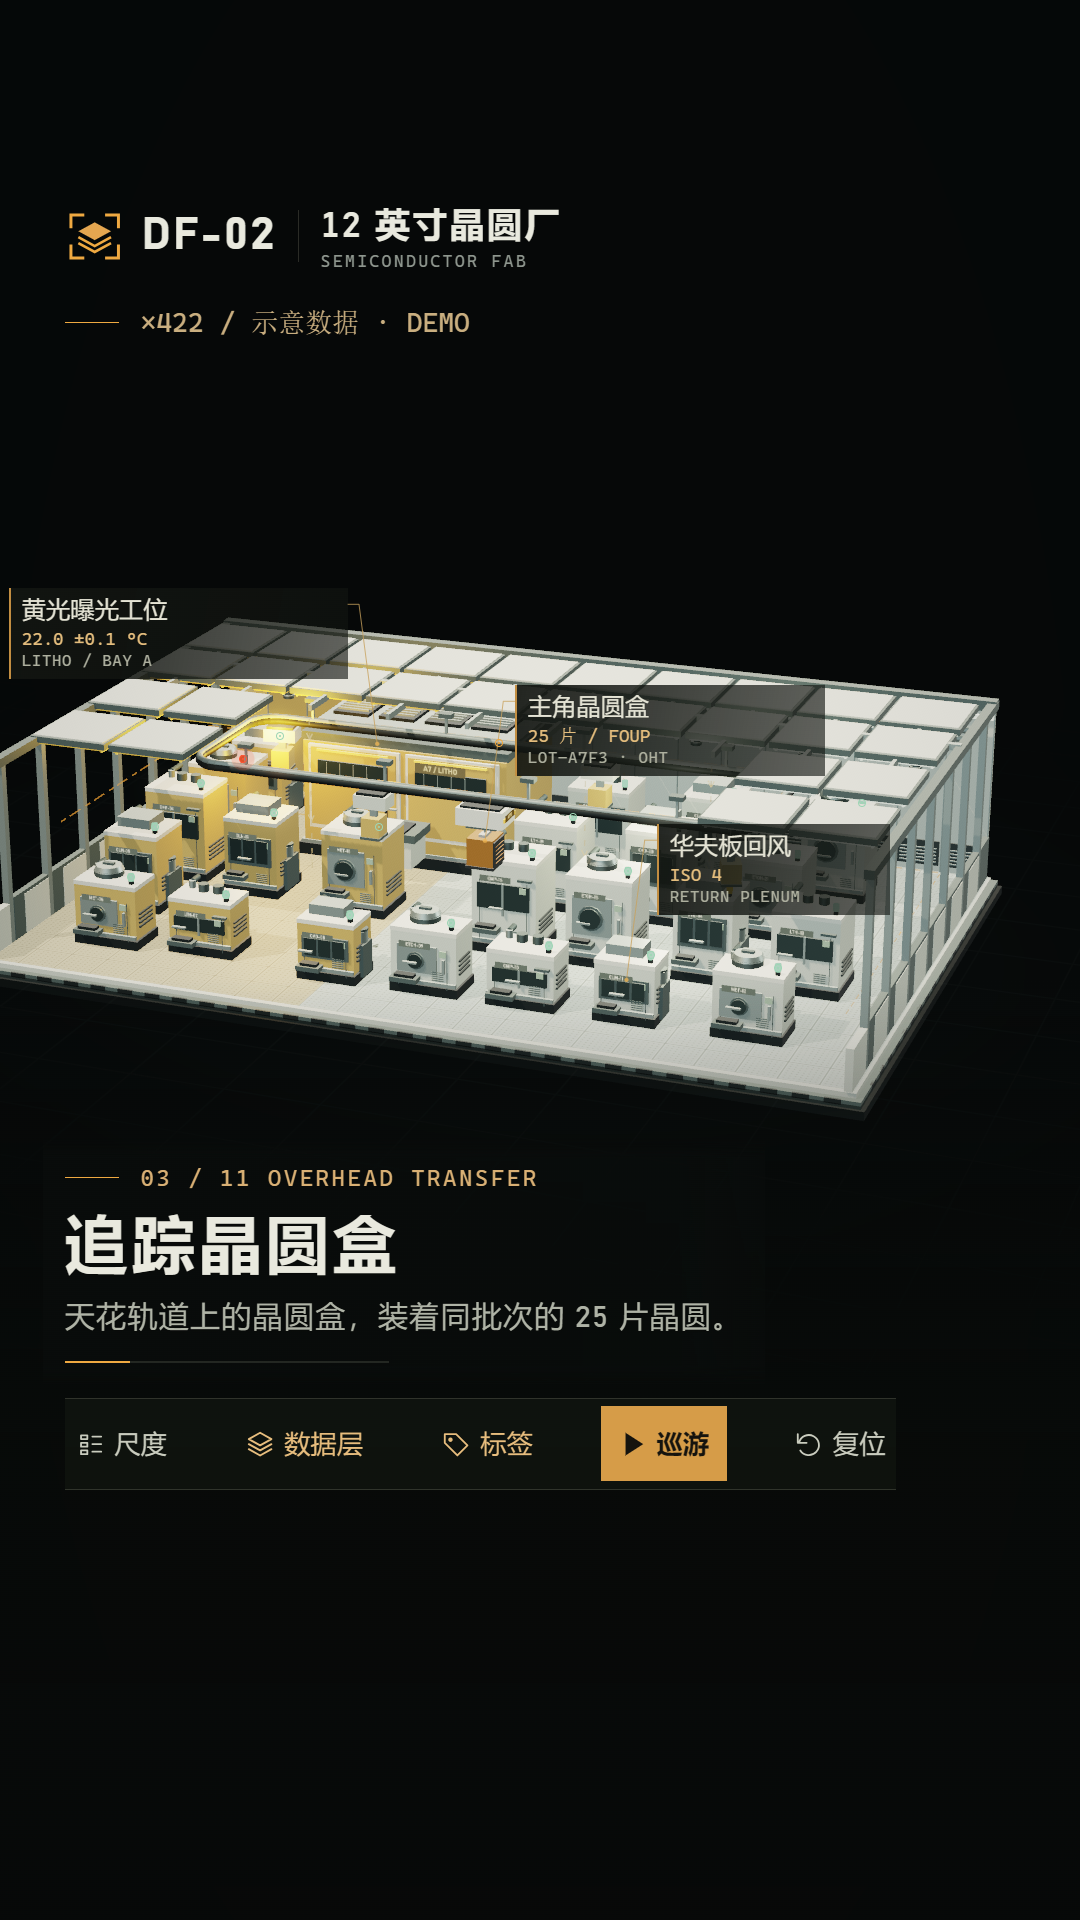 DF-02
12 英寸晶圆厂
SEMICONDUCTOR FAB
×422 / 示意数据 · DEMO
黄光曝光工位
22.0 ±0.1 °C
LITHO / BAY A
主角晶圆盒
25 片 / FOUP
LOT-A7F3 · OHT
A7 / LITHO
华夫板回风
ISO 4
RETURN PLENUM
03 / 11 OVERHEAD TRANSFER
追踪晶圆盒
天花轨道上的晶圆盒，装着同批次的 25 片晶圆。
尺度
数据层
标签
巡游
复位